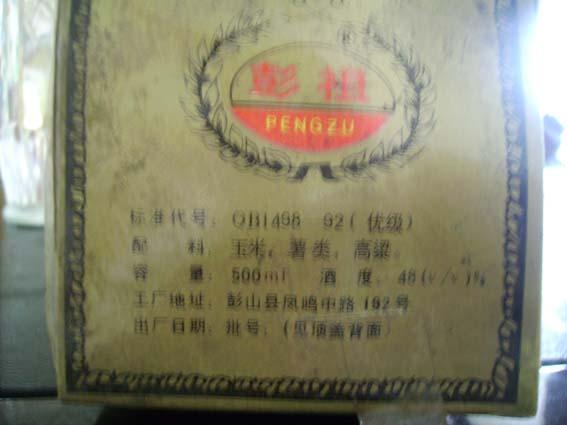 ®
彭祖
PENGZU
标准代号: QB1498-92(优级)
配 料: 玉米、薯类、高粱
容 量: 500ml 酒 度: 48(v/v)%
工厂地址: 彭山县凤鸣中路192号
出厂日期: 批号: (见顶盖背面)